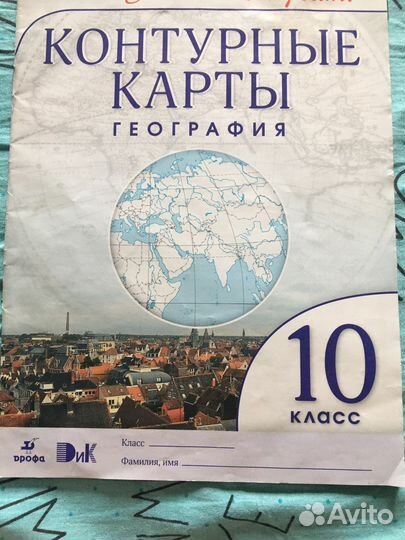 КОНТУРНЫЕ
КАРТЫ
ГЕОГРАФИЯ
10
КЛАСС
дрофа
ДиК
Класс
Фамилия, имя
Avito